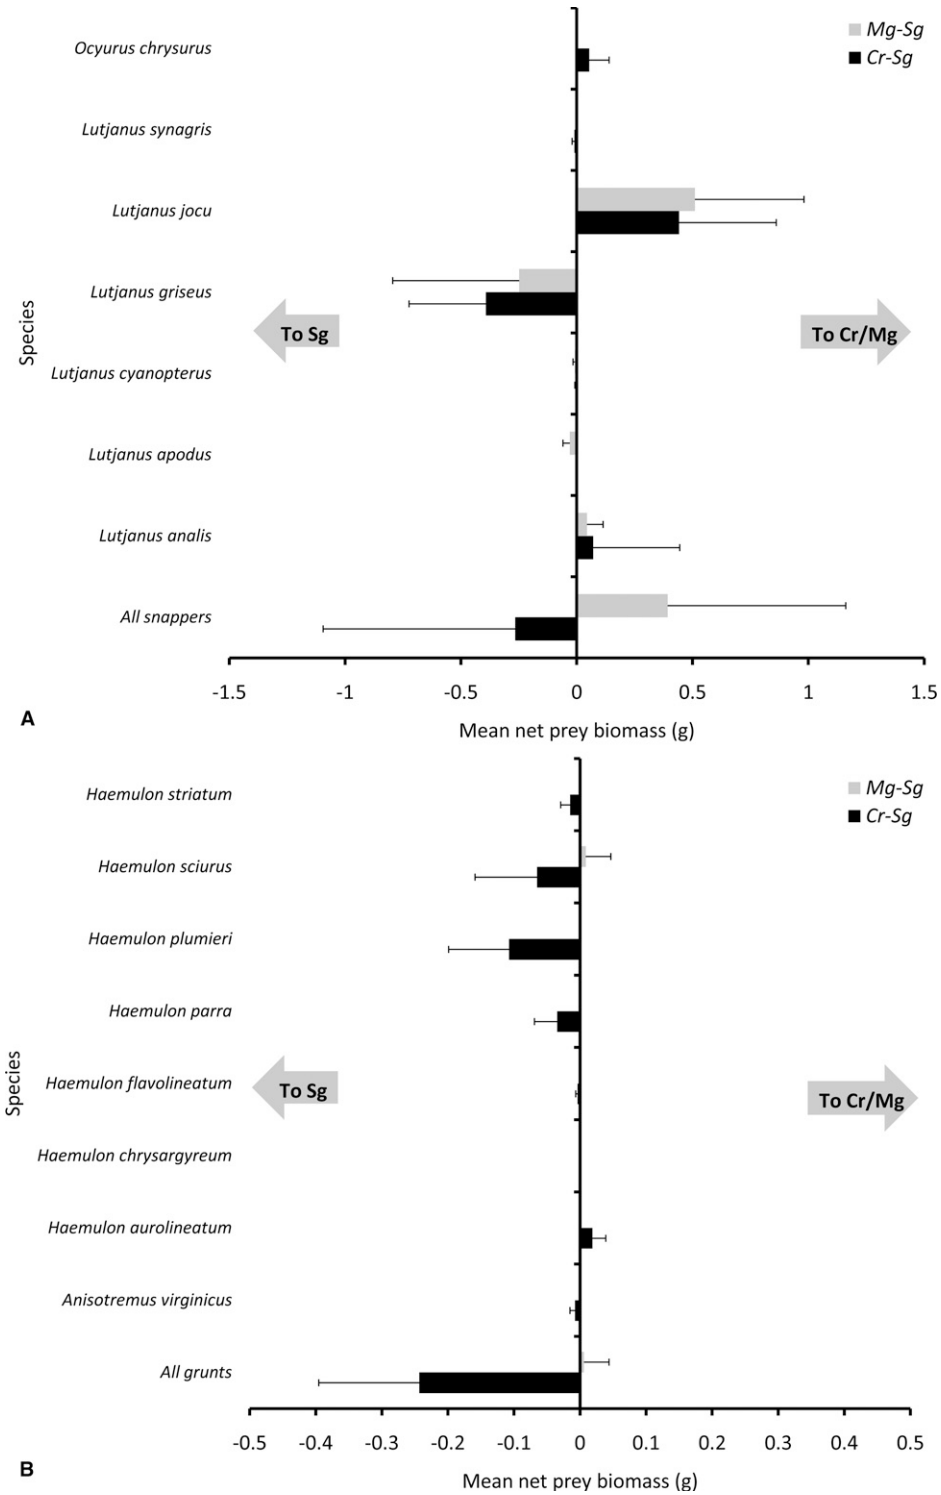 Mg-Sg
Cr-Sg
Ocyurus chrysurus
Lutjanus synagris
Lutjanus jocu
Lutjanus griseus
Species
To Sg
To Cr/Mg
Lutjanus cyanopterus
Lutjanus apodus
Lutjanus analis
All snappers
-1.5 -1 -0.5 0 0.5 1 1.5
A
Mean net prey biomass (g)
Mg-Sg
Cr-Sg
Haemulon striatum
Haemulon sciurus
Haemulon plumieri
Haemulon parra
Species
Haemulon flavolineatum
To Sg
To Cr/Mg
Haemulon chrysargyreum
Haemulon aurolineatum
Anisotremus virginicus
All grunts
-0.5 -0.4 -0.3 -0.2 -0.1 0 0.1 0.2 0.3 0.4 0.5
B
Mean net prey biomass (g)